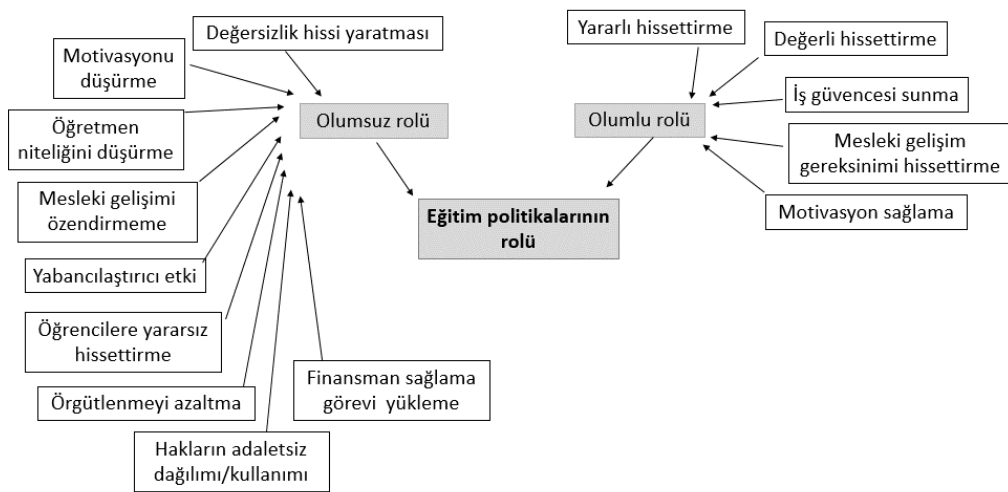 Değersizlik hissi yaratması
Motivasyonu
düşürme
Öğretmen
niteliğini düşürme
Mesleki gelişimi
özendirmeme
Yabancılaştırıcı etki
Öğrencilere yararsız
hissettirme
Örgütlenmeyi azaltma
Hakların adaletsiz
dağılımı/kullanımı
Finansman sağlama
görevi yükleme
Olumsuz rolü
Eğitim politikalarının
rolü
Olumlu rolü
Yararlı hissettirme
Değerli hissettirme
İş güvencesi sunma
Mesleki gelişim
gereksinimi hissettirme
Motivasyon sağlama